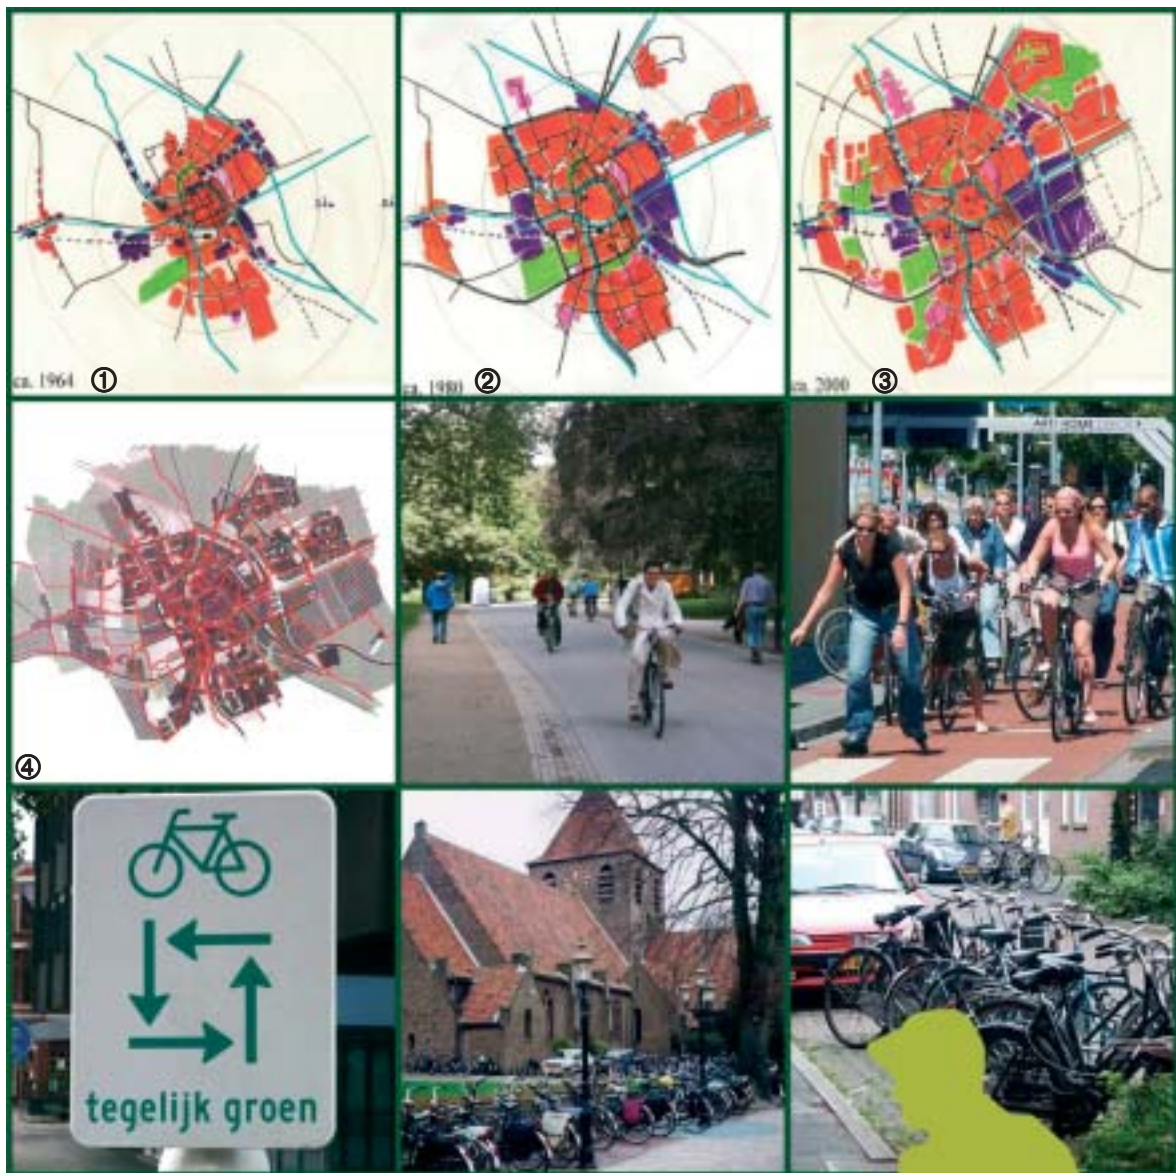 ca. 1964 ①
ca. 1980 ②
ca. 2000 ③
④
tegelijk groen